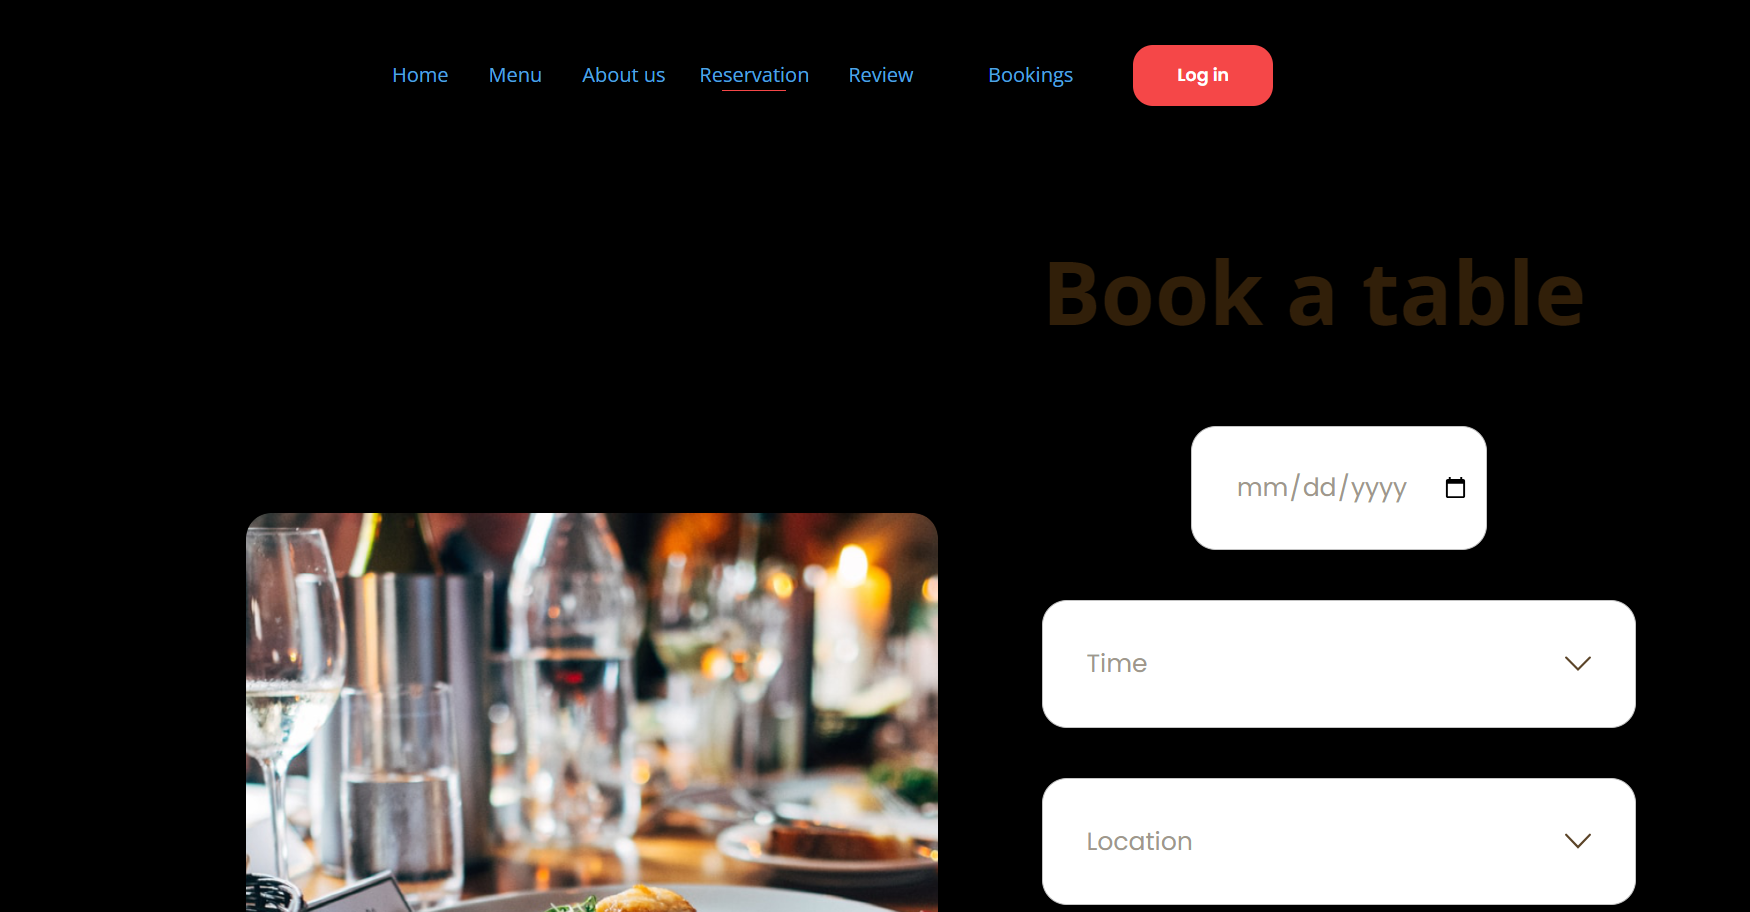 Home Menu About us Reservation Review Bookings Log in
Book a table
mm/dd/yyyy
Time
Location